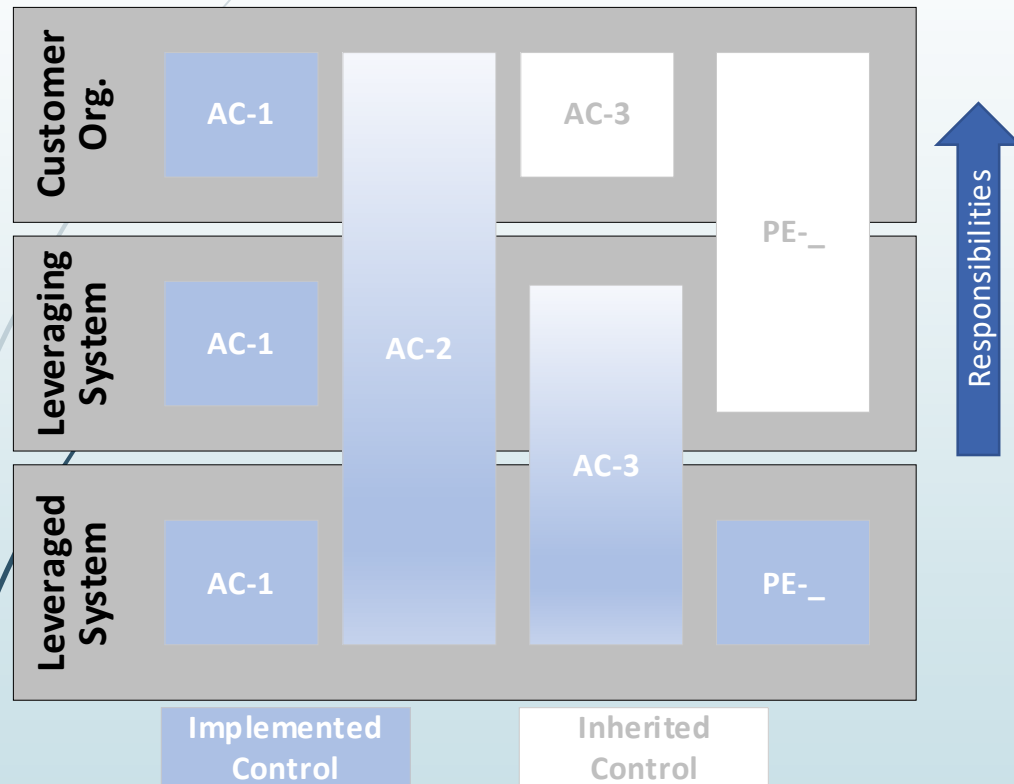 Customer
Org.
AC-1
AC-3
PE-_
Leveraging
System
AC-1
AC-2
Leveraged
System
AC-1
AC-3
PE-_
Responsibilities
Implemented
Control
Inherited
Control